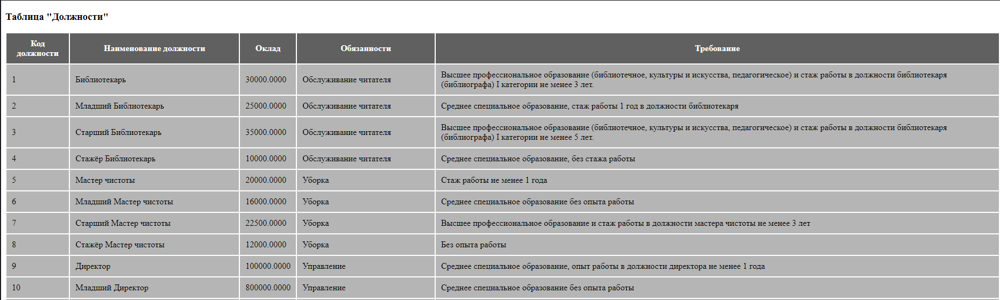 Таблица "Должности"
Код
должности
Наименование должности
Оклад
Обязанности
Требование
1
Библиотекарь
30000.0000
Обслуживание читателя
Высшее профессиональное образование (библиотечное, культуры и искусства, педагогическое) и стаж работы в должности библиотекаря
(библиографа) I категории не менее 3 лет.
2
Младший Библиотекарь
25000.0000
Обслуживание читателя
Среднее специальное образование, стаж работы 1 год в должности библиотекаря
3
Старший Библиотекарь
35000.0000
Обслуживание читателя
Высшее профессиональное образование (библиотечное, культуры и искусства, педагогическое) и стаж работы в должности библиотекаря
(библиографа) I категории не менее 5 лет.
4
Стажёр Библиотекарь
10000.0000
Обслуживание читателя
Среднее специальное образование, без стажа работы
5
Мастер чистоты
20000.0000
Уборка
Стаж работы не менее 1 года
6
Младший Мастер чистоты
16000.0000
Уборка
Среднее специальное образование без опыта работы
7
Старший Мастер чистоты
22500.0000
Уборка
Высшее профессиональное образование и стаж работы в должности мастера чистоты не менее 3 лет
8
Стажёр Мастер чистоты
12000.0000
Уборка
Без опыта работы
9
Директор
100000.0000
Управление
Среднее специальное образование, опыт работы в должности директора не менее 1 года
10
Младший Директор
800000.0000
Управление
Среднее специальное образование без опыта работы